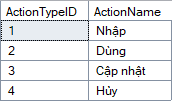 ActionTypeID ActionName
1 Nhập
2 Dùng
3 Cập nhật
4 Hủy